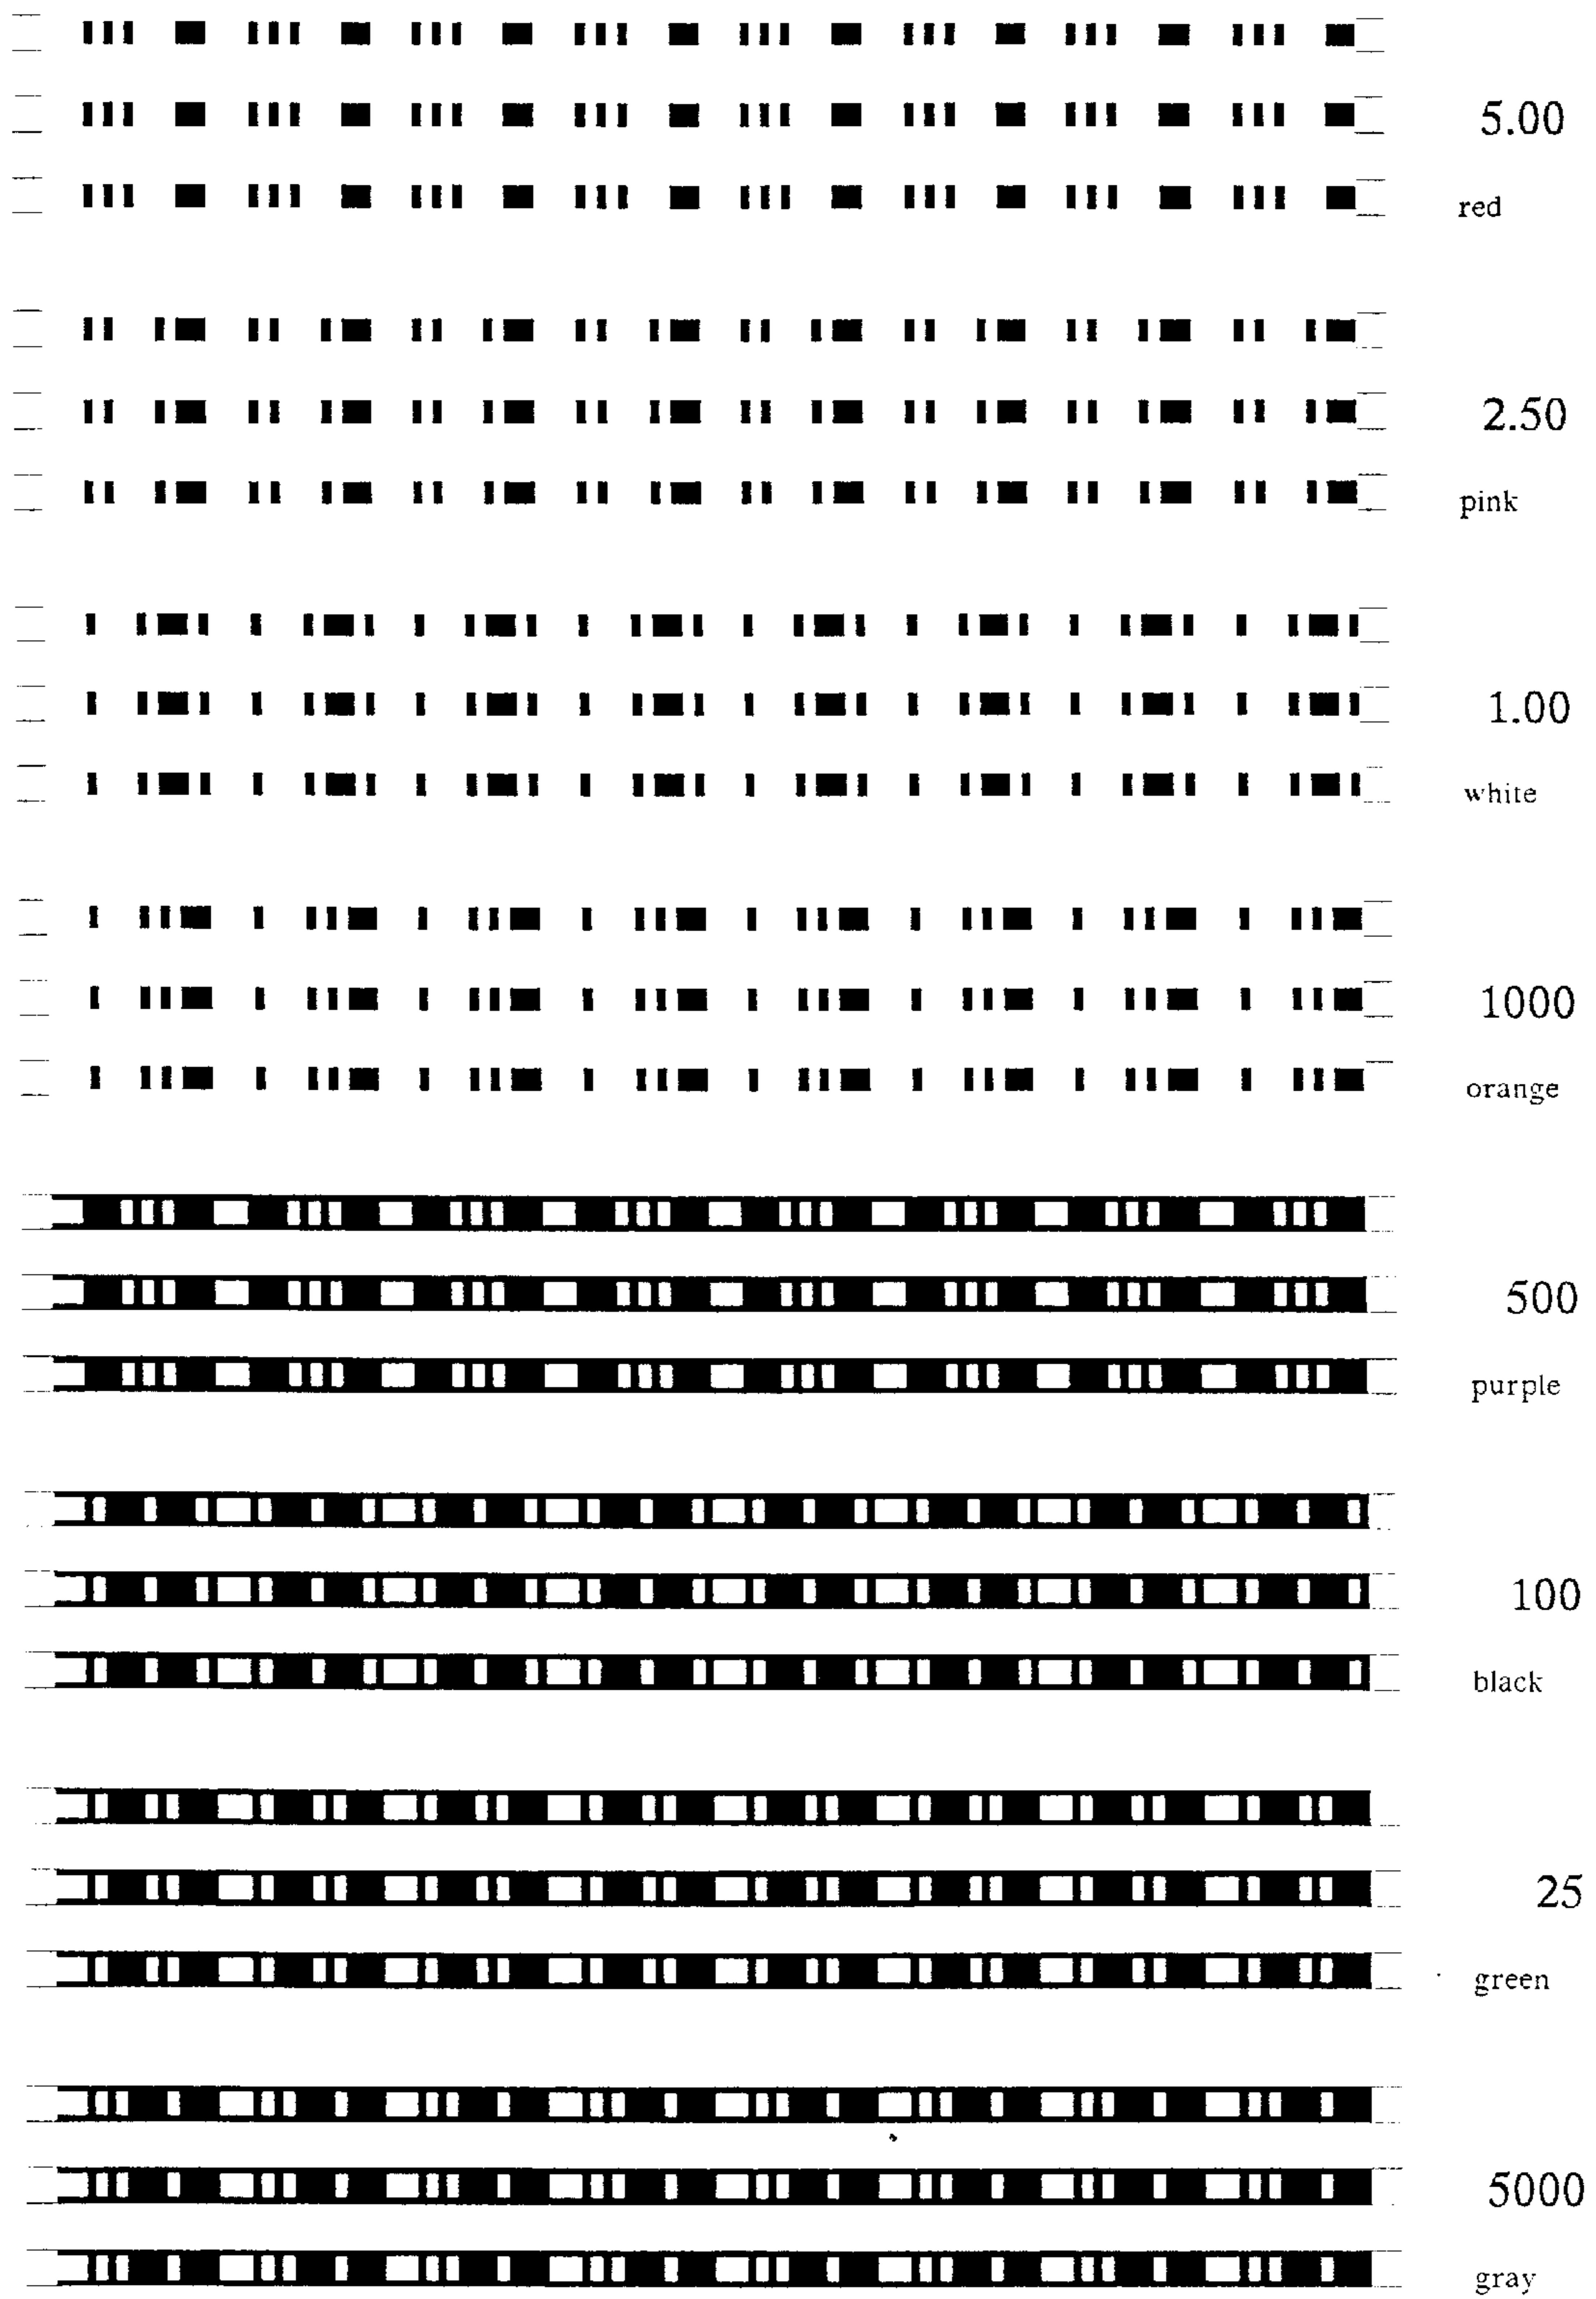 5.00
red
2.50
pink
1.00
white
1000
orange
500
purple
100
black
25
green
5000
gray